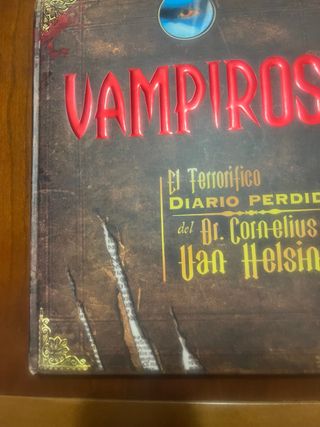 VAMPIROS
El Terrorífico
DIARIO PERDID
del Dr. Cornelius
Van Helsin